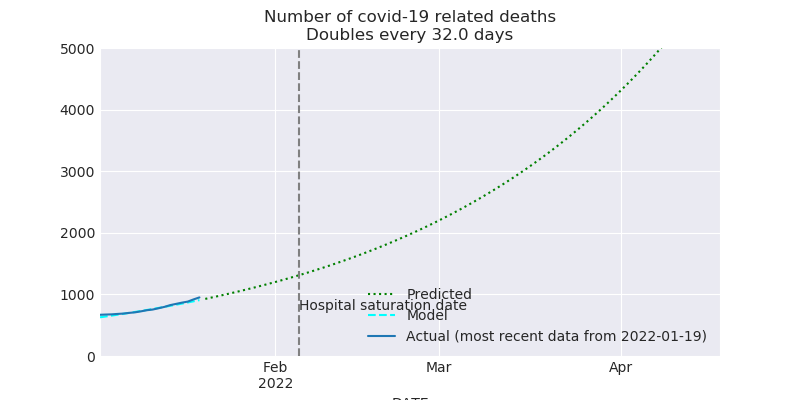 Number of covid-19 related deaths
Doubles every 32.0 days
5000
4000
3000
2000
1000
0
Hospital saturation date
Predicted
Model
Actual (most recent data from 2022-01-19)
Feb
2022
Mar
Apr
DATE